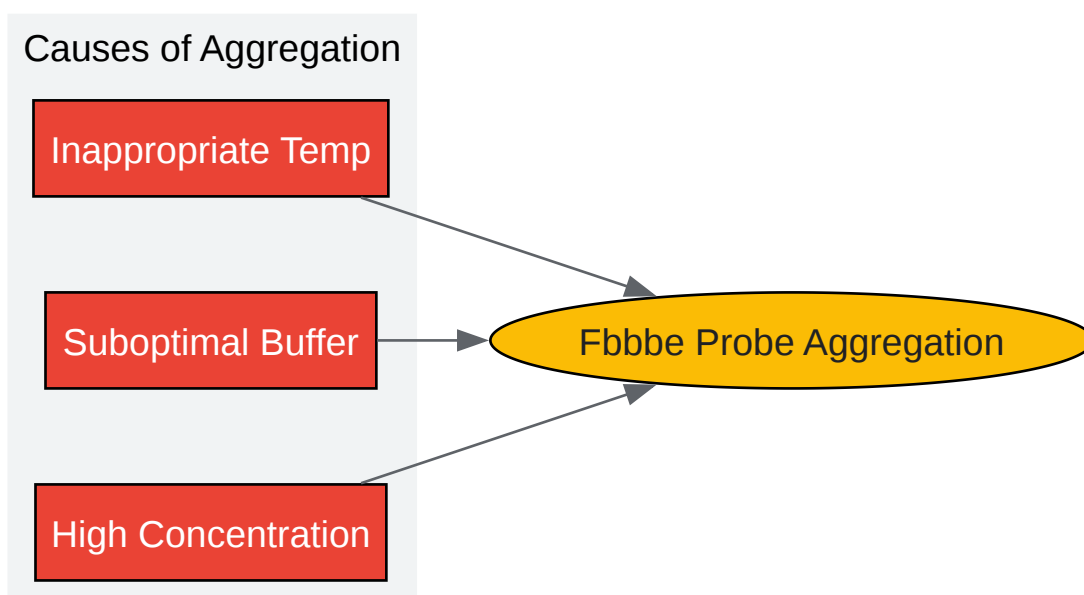 Causes of Aggregation
Inappropriate Temp
Suboptimal Buffer
Fbbbe Probe Aggregation
High Concentration